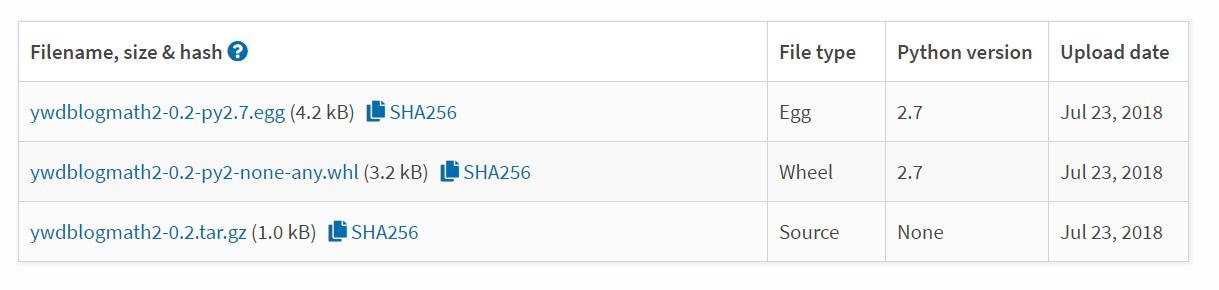 Filename, size & hash ? File type Python version Upload date
ywdblogmath2-0.2-py2.7.egg (4.2 kB) SHA256 Egg 2.7 Jul 23, 2018
ywdblogmath2-0.2-py2-none-any.whl (3.2 kB) SHA256 Wheel 2.7 Jul 23, 2018
ywdblogmath2-0.2.tar.gz (1.0 kB) SHA256 Source None Jul 23, 2018